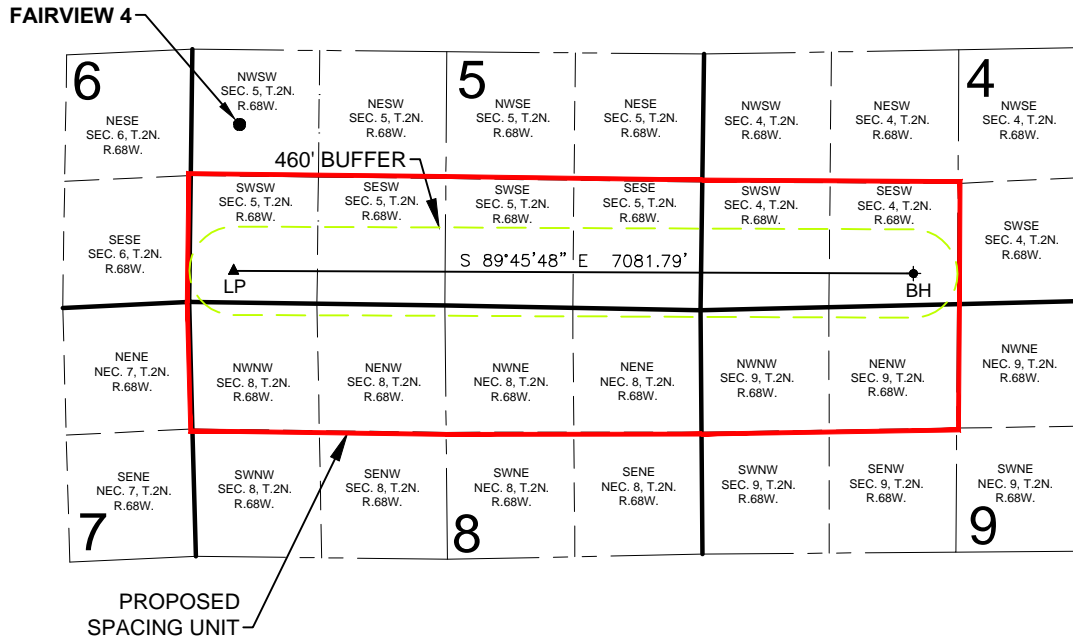 FAIRVIEW 4
6
5
4
NESE
SEC. 6, T.2N.
R.68W.
NWSW
SEC. 5, T.2N.
R.68W.
NESW
SEC. 5, T.2N.
R.68W.
NWSE
SEC. 5, T.2N.
R.68W.
NESE
SEC. 5, T.2N.
R.68W.
NWSW
SEC. 4, T.2N.
R.68W.
NESW
SEC. 4, T.2N.
R.68W.
NWSE
SEC. 4, T.2N.
R.68W.
460' BUFFER
SESE
SEC. 6, T.2N.
R.68W.
SWSW
SEC. 5, T.2N.
R.68W.
SESW
SEC. 5, T.2N.
R.68W.
SWSE
SEC. 5, T.2N.
R.68W.
SESE
SEC. 5, T.2N.
R.68W.
SWSW
SEC. 4, T.2N.
R.68W.
SESW
SEC. 4, T.2N.
R.68W.
SWSE
SEC. 4, T.2N.
R.68W.
S 89°45'48" E 7081.79'
LP
BH
NENE
NEC. 7, T.2N.
R.68W.
NWNW
SEC. 8, T.2N.
R.68W.
NENW
SEC. 8, T.2N.
R.68W.
NWNE
NEC. 8, T.2N.
R.68W.
NENE
NEC. 8, T.2N.
R.68W.
NWNW
SEC. 9, T.2N.
R.68W.
NENW
SEC. 9, T.2N.
R.68W.
NWNE
NEC. 9, T.2N.
R.68W.
SENE
NEC. 7, T.2N.
R.68W.
SWNW
SEC. 8, T.2N.
R.68W.
SENW
SEC. 8, T.2N.
R.68W.
SWNE
NEC. 8, T.2N.
R.68W.
SENE
NEC. 8, T.2N.
R.68W.
SWNW
SEC. 9, T.2N.
R.68W.
SENW
SEC. 9, T.2N.
R.68W.
SWNE
NEC. 9, T.2N.
R.68W.
7
8
9
PROPOSED
SPACING UNIT